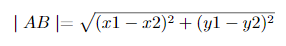 | AB |= √(x1 − x2)² + (y1 − y2)²